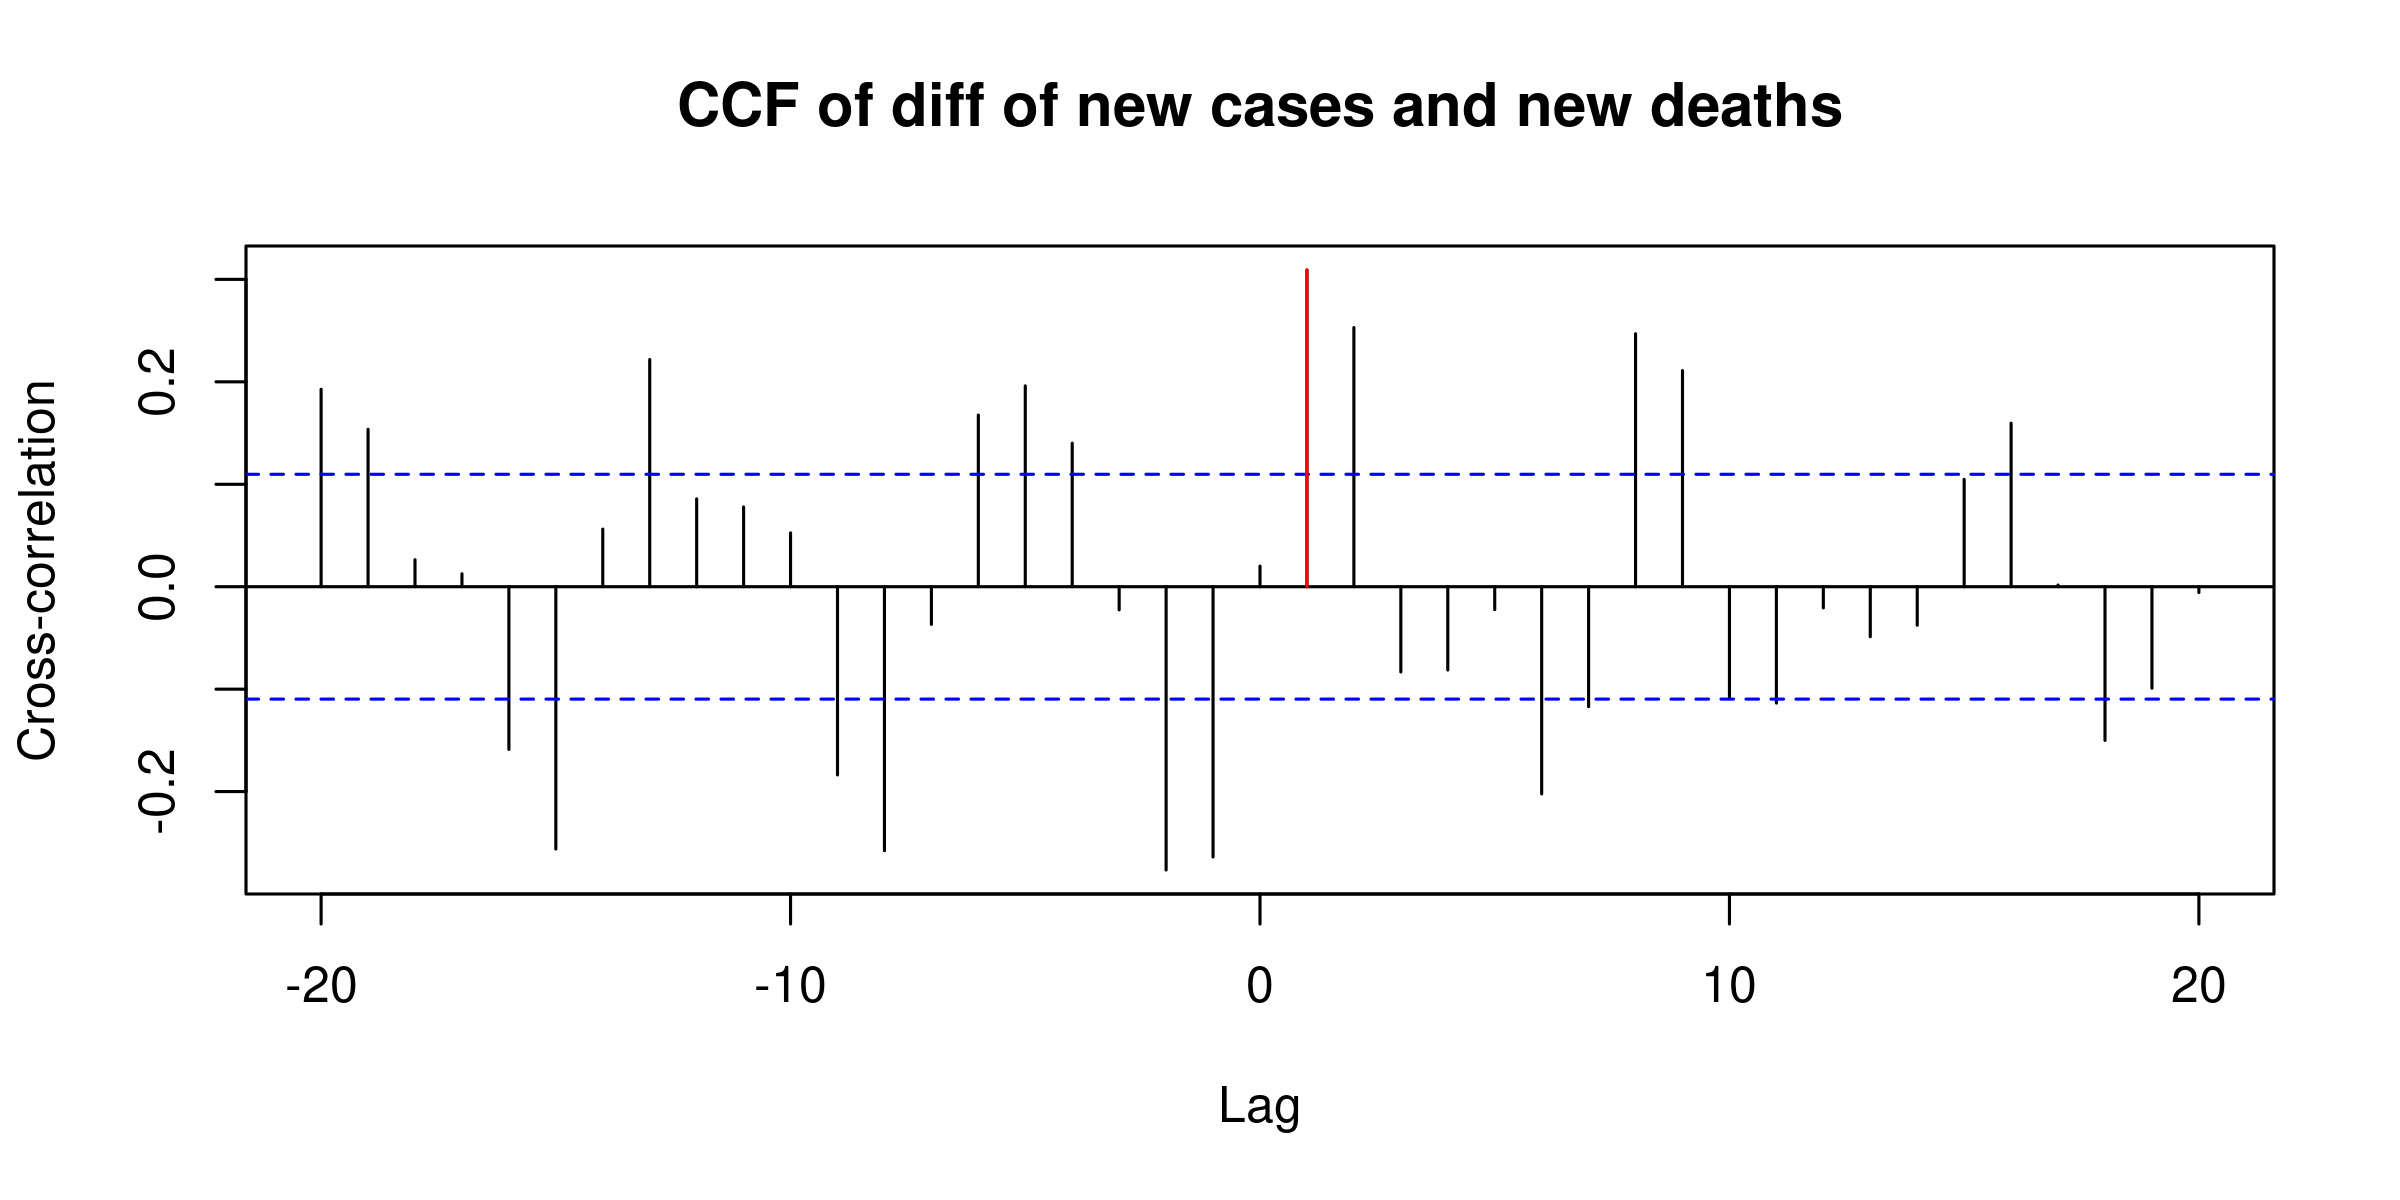 CCF of diff of new cases and new deaths
Cross-correlation
0.2
0.0
-0.2
-20
-10
0
10
20
Lag